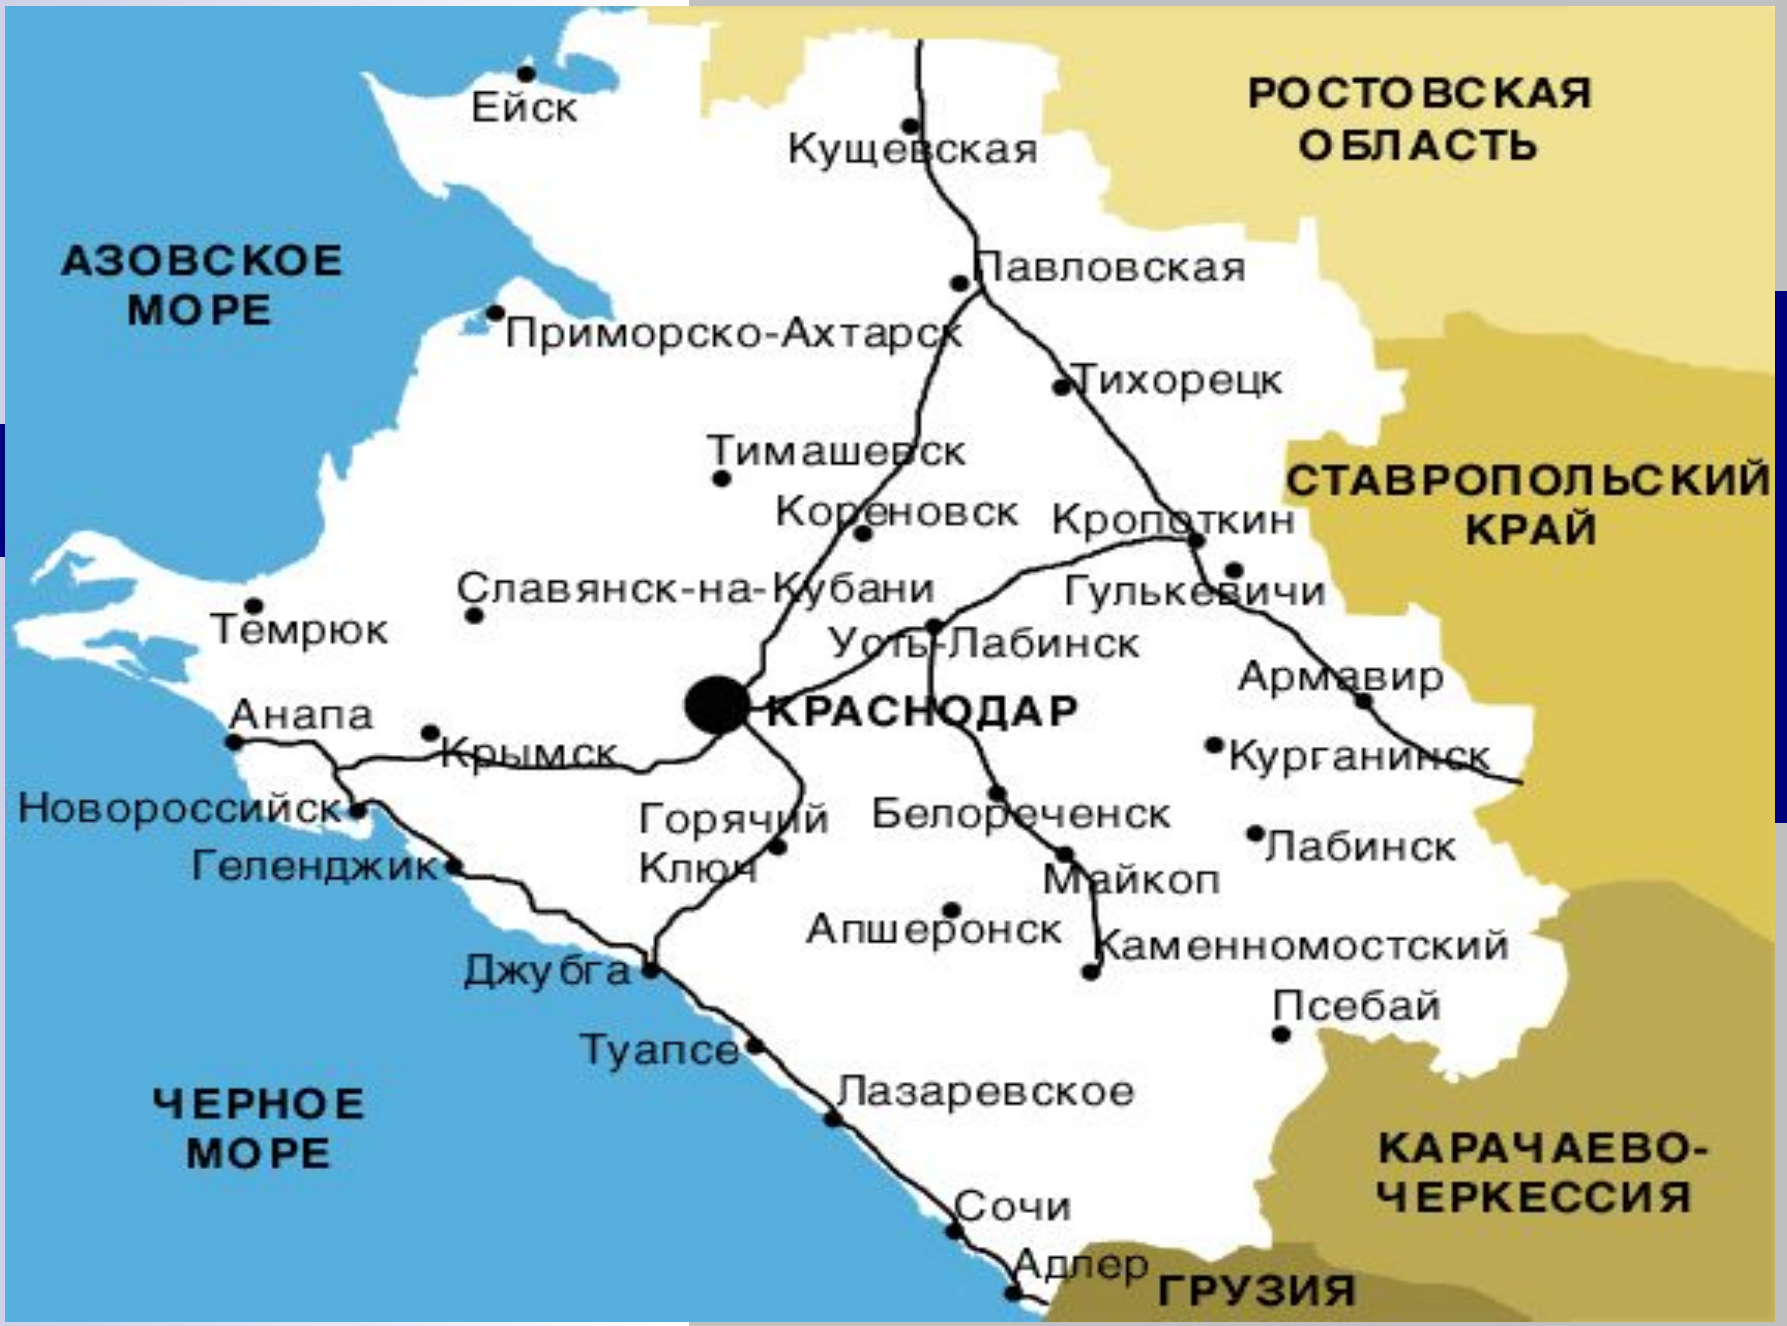 Ейск
РОСТОВСКАЯ
ОБЛАСТЬ
Кущевская
АЗОВСКОЕ
МОРЕ
Павловская
Приморско-Ахтарск
Тихорецк
Тимашевск
СТАВРОПОЛЬСКИЙ
КРАЙ
Кореновск
Кропоткин
Славянск-на-Кубани
Гулькевичи
Темрюк
Усть-Лабинск
Армавир
Анапа
КРАСНОДАР
Крымск
Курганинск
Новороссийск
Горячий
Ключ
Белореченск
Лабинск
Геленджик
Майкоп
Апшеронск
Каменномостский
Джубга
Псебай
Туапсе
Лазаревское
ЧЕРНОЕ
МОРЕ
КАРАЧАЕВО-
ЧЕРКЕССИЯ
Сочи
Адлер
ГРУЗИЯ